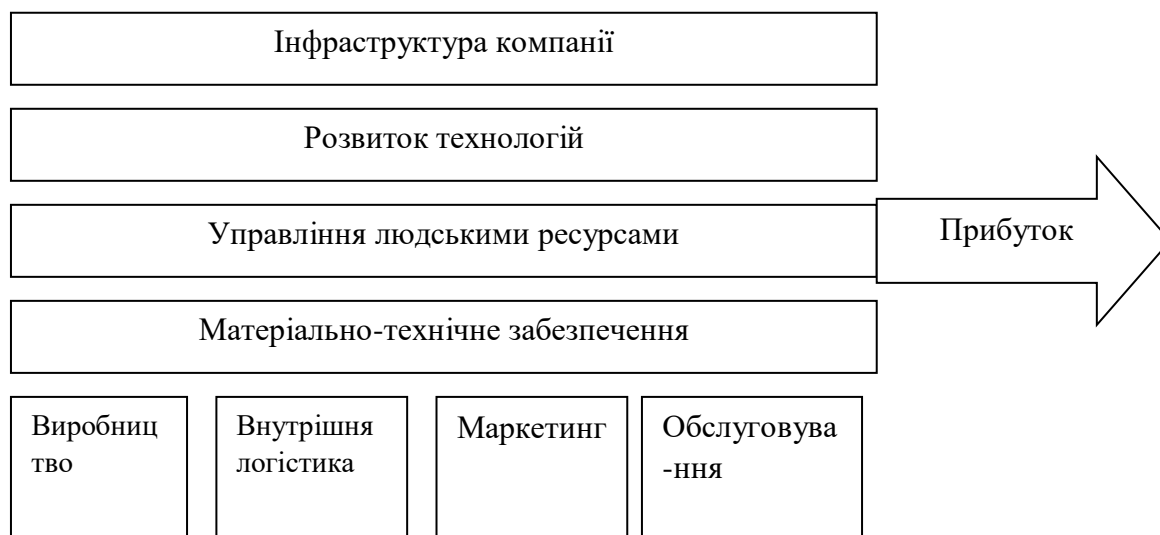 Інфраструктура компанії
Розвиток технологій
Управління людськими ресурсами
Прибуток
Матеріально-технічне забезпечення
Виробниц
тво
Внутрішня
логістика
Маркетинг
Обслуговува
-ння